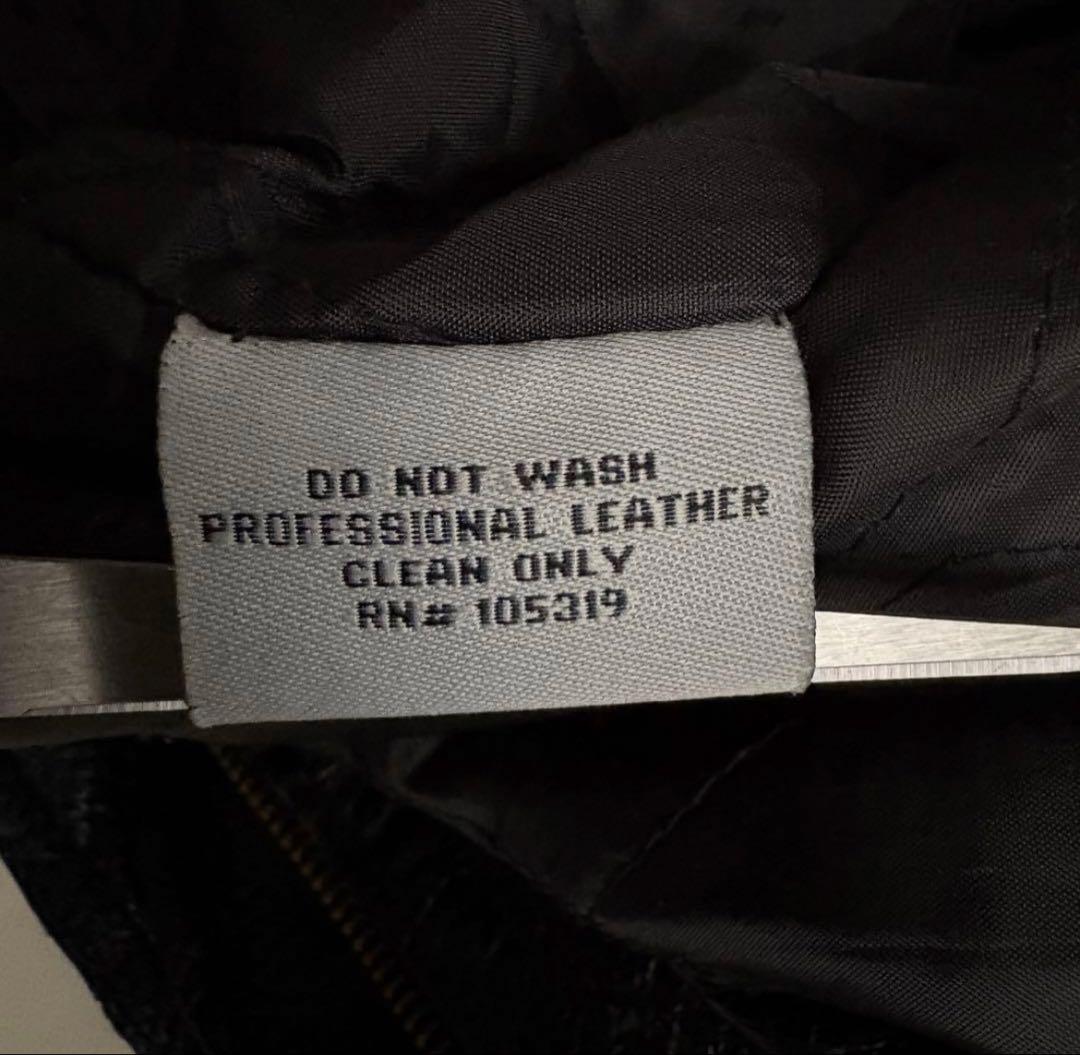 DO NOT WASH
PROFESSIONAL LEATHER
CLEAN ONLY
RN# 105319